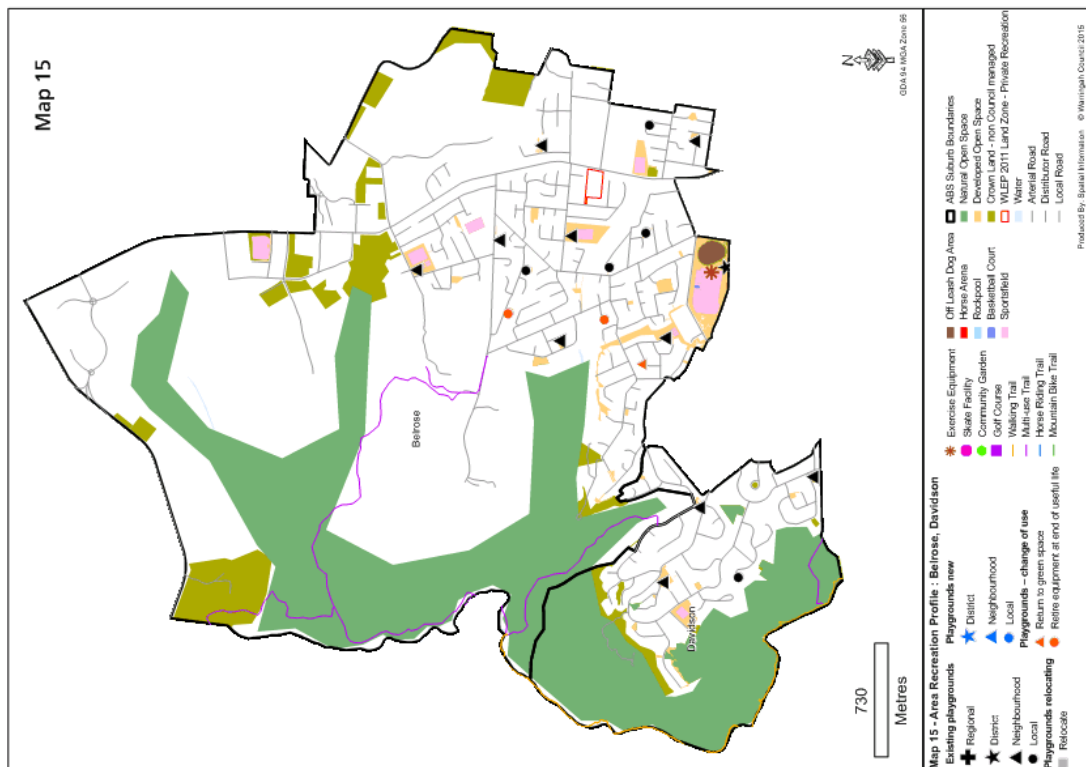 Map 15
N
GDA 94 MGA Zone 56
Belrose
Davidson
730
Metres
Map 15 - Area Recreation Profile : Belrose, Davidson
Existing playgrounds
Regional
District
Neighbourhood
Local
Playgrounds relocating
Relocate
Playgrounds new
District
Neighbourhood
Local
Playgrounds – change of use
Return to green space
Retire equipment at end of useful life
Exercise Equipment
Skate Facility
Community Garden
Golf Course
Walking Trail
Multi-use Trail
Horse Riding Trail
Mountain Bike Trail
Off Leash Dog Area
Horse Arena
Rockpool
Basketball Court
Sportsfield
ABS Suburb Boundaries
Natural Open Space
Developed Open Space
Crown Land - non Council managed
WLEP 2011 Land Zone - Private Recreation
Water
Arterial Road
Distributor Road
Local Road
Produced By: Spatial Information © Warringah Council 2015